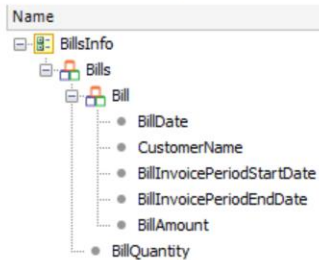 Name
BillsInfo
Bills
Bill
BillDate
CustomerName
BillInvoicePeriodStartDate
BillInvoicePeriodEndDate
BillAmount
BillQuantity